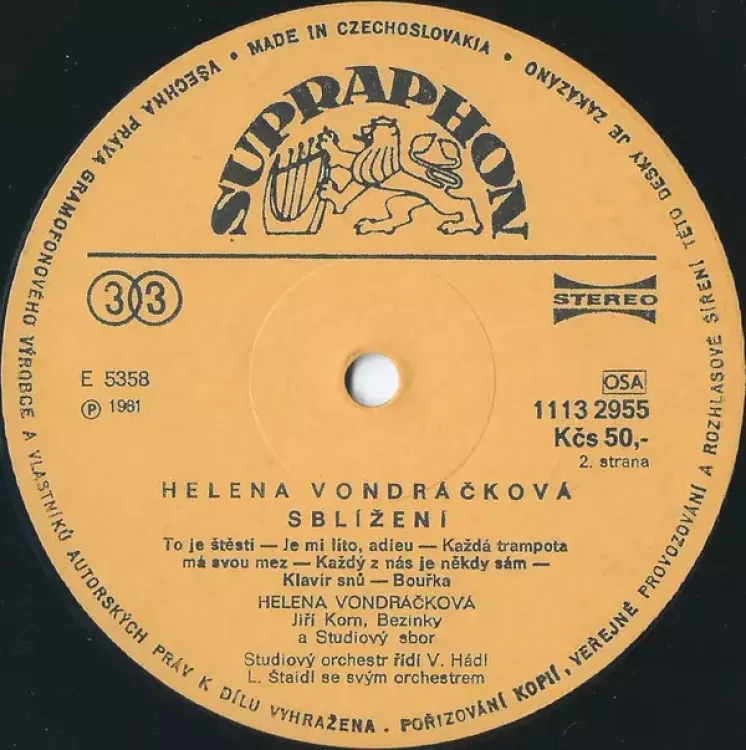 VŠECHNA PRÁVA GRAMOFONOVÉHO VÝROBCE A VLASTNÍKŮ AUTORSKÝCH PRÁV K DÍLU VYHRAŽENA • POŘIZOVÁNÍ KOPIÍ, VEŘEJNÉ PROVOZOVÁNÍ A ROZHLASOVÉ ŠÍŘENÍ TÉTO DESKY JE ZAKÁZÁNO • MADE IN CZECHOSLOVAKIA •
SUPRAPHON
33
STEREO
E 5358
Ⓟ 1981
OSA
1113 2955
Kčs 50,-
2. strana
HELENA VONDRÁČKOVÁ
SBLÍŽENÍ
To je štěstí — Je mi líto, adieu — Každá trampota
má svou mez — Každý z nás je někdy sám —
Klavír snů — Bouřka
HELENA VONDRÁČKOVÁ
Jiří Korn, Bezinky
a Studiový sbor
Studiový orchestr řídí V. Hádl
L. Štaidl se svým orchestrem